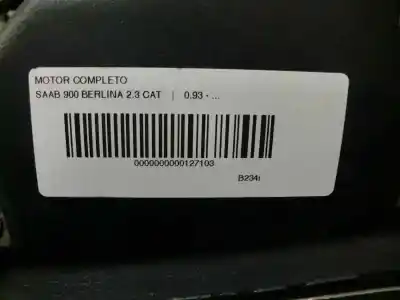 MOTOR COMPLETO
SAAB 900 BERLINA 2.3 CAT | 0.93 - ...
0000000000127103
B234i